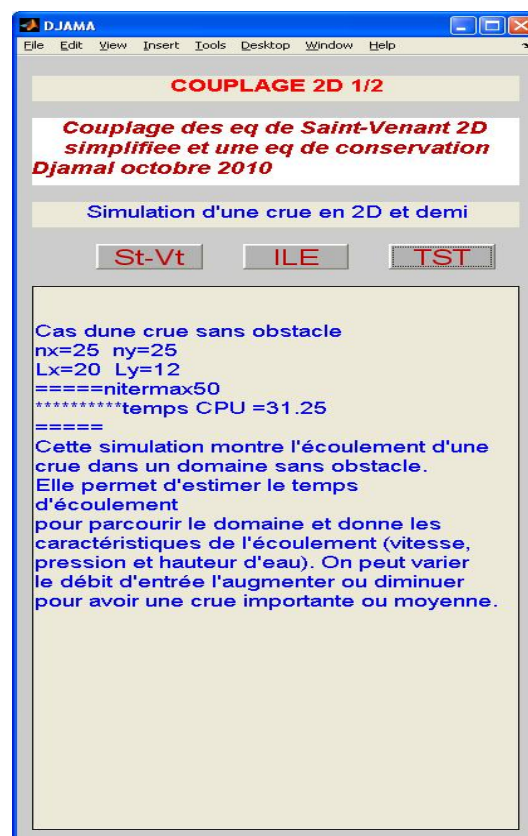 DJAMA
File Edit View Insert Tools Desktop Window Help
COUPLAGE 2D 1/2
Couplage des eq de Saint-Venant 2D
simplifiee et une eq de conservation
Djamal octobre 2010
Simulation d'une crue en 2D et demi
St-Vt ILE TST
Cas dune crue sans obstacle
nx=25 ny=25
Lx=20 Ly=12
=====nitermax50
**********temps CPU =31.25
=====
Cette simulation montre l'écoulement d'une
crue dans un domaine sans obstacle.
Elle permet d'estimer le temps
d'écoulement
pour parcourir le domaine et donne les
caractéristiques de l'écoulement (vitesse,
pression et hauteur d'eau). On peut varier
le débit d'entrée l'augmenter ou diminuer
pour avoir une crue importante ou moyenne.